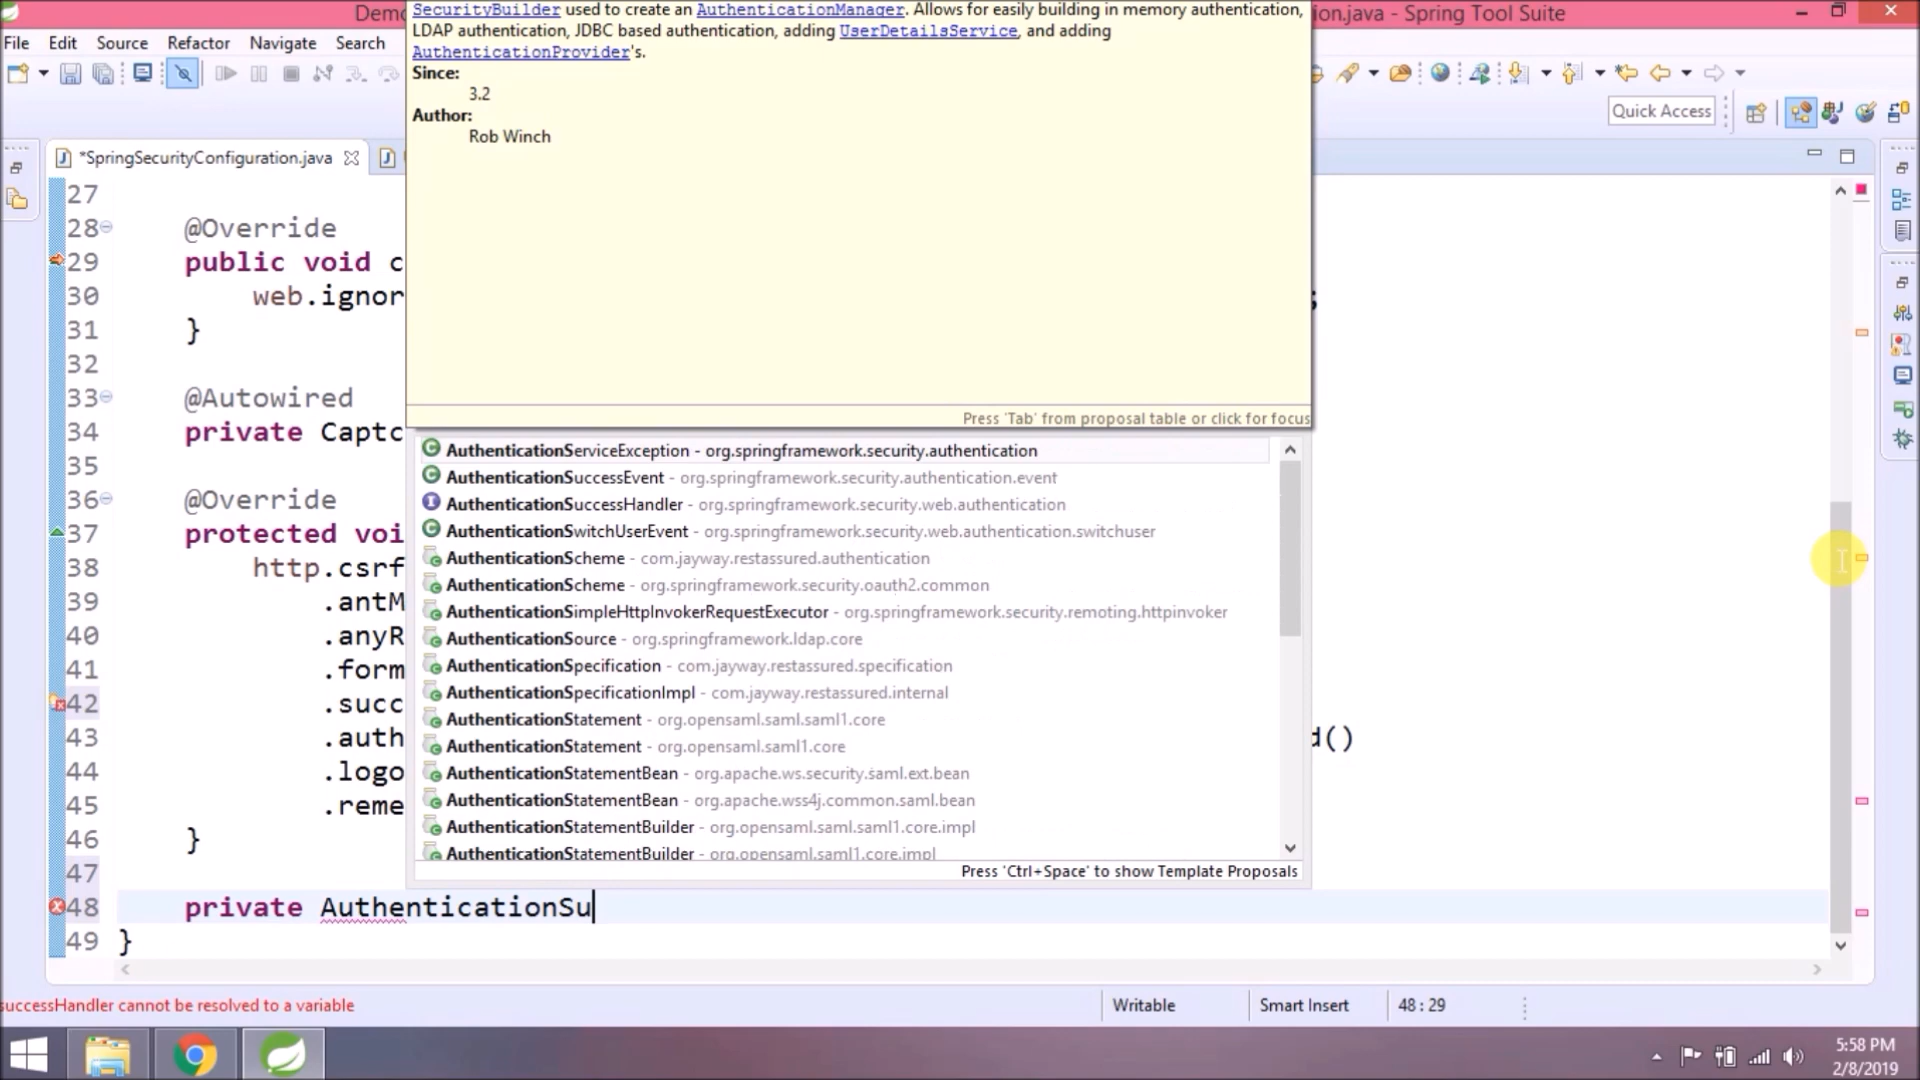 Demo
ion.java - Spring Tool Suite
File Edit Source Refactor Navigate Search
Quick Access
*SpringSecurityConfiguration.java
SecurityBuilder used to create an AuthenticationManager. Allows for easily building in memory authentication,
LDAP authentication, JDBC based authentication, adding UserDetailsService, and adding
AuthenticationProvider's.
Since:
3.2
Author:
Rob Winch
Press 'Tab' from proposal table or click for focus
27
28 @Override
29 public void c
30 web.ignor ;
31 }
32
33 @Autowired
34 private Captc
35
36 @Override
37 protected voi
38 http.csrf
39 .antM
40 .anyR
41 .form
42 .succ
43 .auth d()
44 .logo
45 .reme
46 }
47
48 private AuthenticationSu
49 }
AuthenticationServiceException - org.springframework.security.authentication
AuthenticationSuccessEvent - org.springframework.security.authentication.event
AuthenticationSuccessHandler - org.springframework.security.web.authentication
AuthenticationSwitchUserEvent - org.springframework.security.web.authentication.switchuser
AuthenticationScheme - com.jayway.restassured.authentication
AuthenticationScheme - org.springframework.security.oauth2.common
AuthenticationSimpleHttpInvokerRequestExecutor - org.springframework.security.remoting.httpinvoker
AuthenticationSource - org.springframework.ldap.core
AuthenticationSpecification - com.jayway.restassured.specification
AuthenticationSpecificationImpl - com.jayway.restassured.internal
AuthenticationStatement - org.opensaml.saml.saml1.core
AuthenticationStatement - org.opensaml.saml1.core
AuthenticationStatementBean - org.apache.ws.security.saml.ext.bean
AuthenticationStatementBean - org.apache.wss4j.common.saml.bean
AuthenticationStatementBuilder - org.opensaml.saml.saml1.core.impl
AuthenticationStatementBuilder - org.opensaml.saml1.core.impl
Press 'Ctrl+Space' to show Template Proposals
successHandler cannot be resolved to a variable
Writable
Smart Insert
48 : 29
5:58 PM
2/8/2019